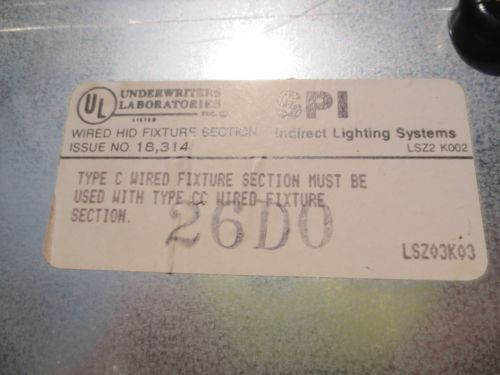 UL
UNDERWRITERS
LABORATORIES
INC.®
LISTED
SPI
WIRED HID FIXTURE SECTION
Indirect Lighting Systems
ISSUE NO. 18,314
LSZ2 K002
TYPE C WIRED FIXTURE SECTION MUST BE
USED WITH TYPE CC WIRED FIXTURE
SECTION.
26D0
LSZ03K03